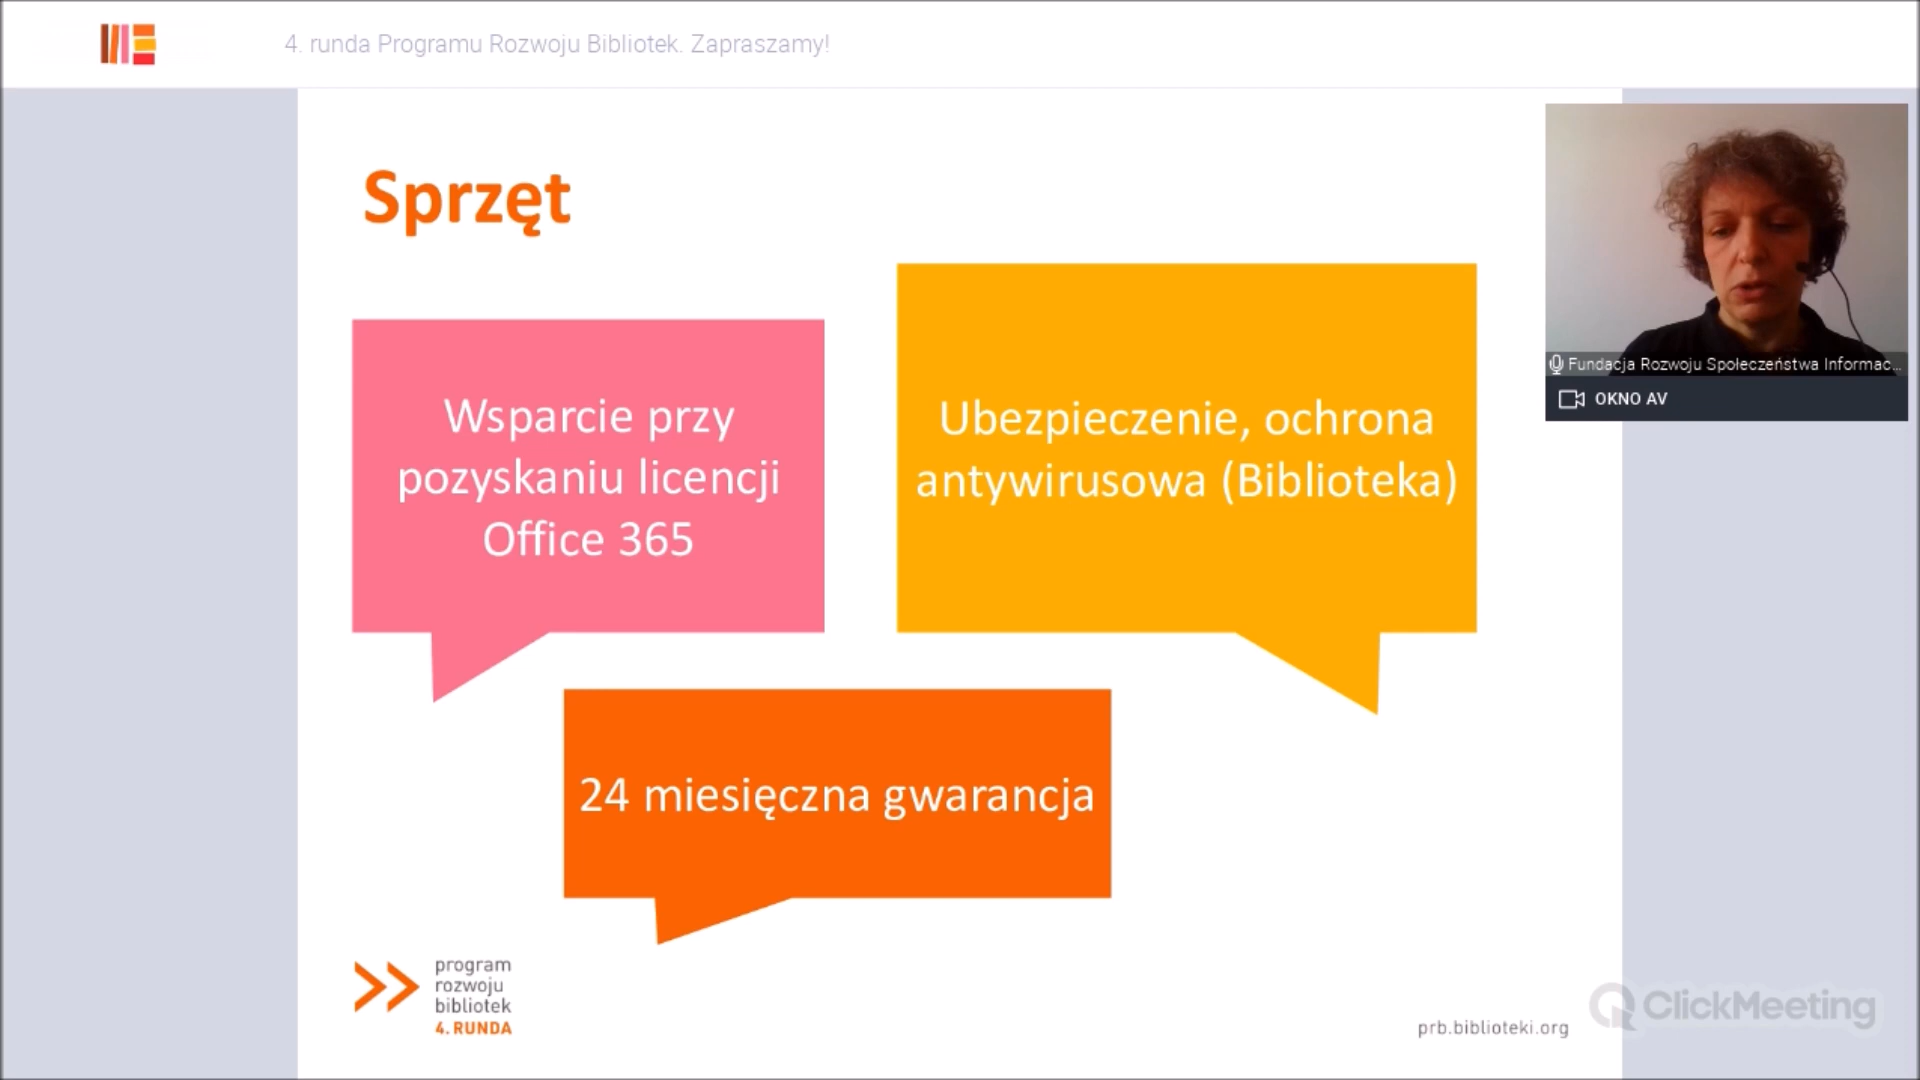 4. runda Programu Rozwoju Bibliotek. Zapraszamy!
Sprzęt
Wsparcie przy
pozyskaniu licencji
Office 365
Ubezpieczenie, ochrona
antywirusowa (Biblioteka)
24 miesięczna gwarancja
Fundacja Rozwoju Społeczeństwa Informac...
OKNO AV
program
rozwoju
bibliotek
4. RUNDA
prb.biblioteki.org
ClickMeeting